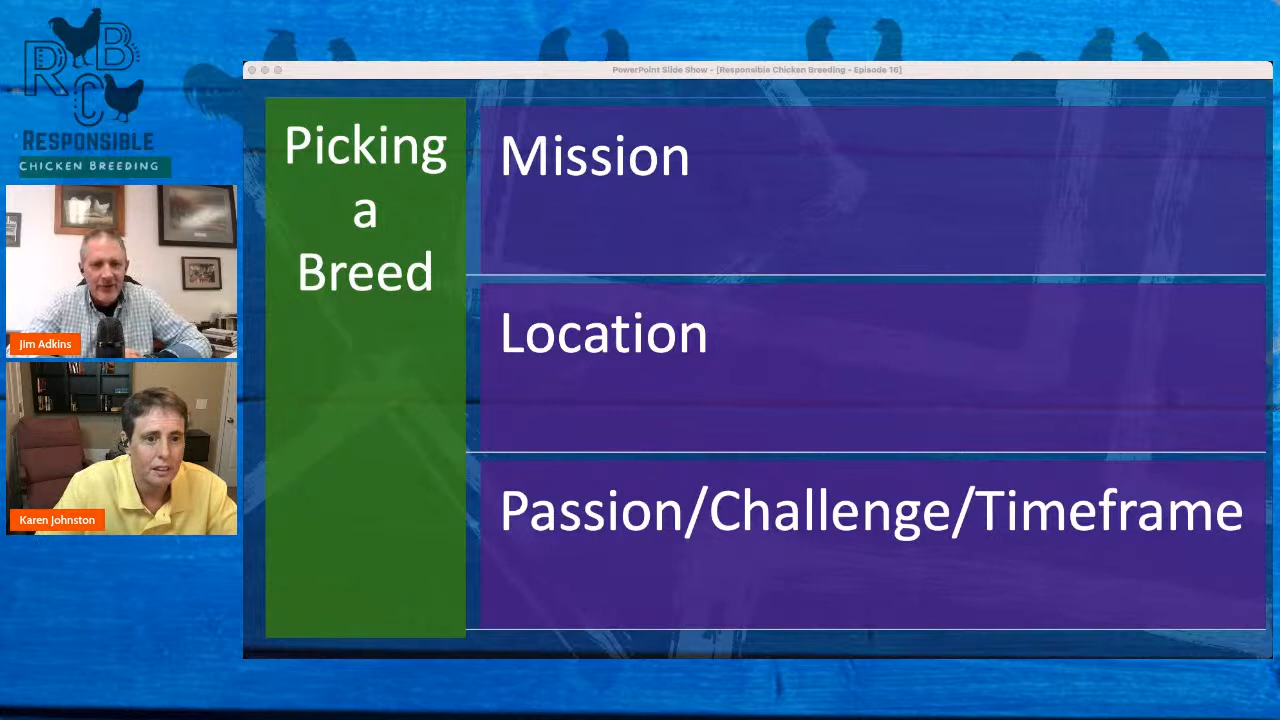 R B C
RESPONSIBLE
CHICKEN BREEDING
PowerPoint Slide Show - [Responsible Chicken Breeding - Episode 16]
Picking
a
Breed
Mission
Location
Passion/Challenge/Timeframe
Jim Adkins
Karen Johnston